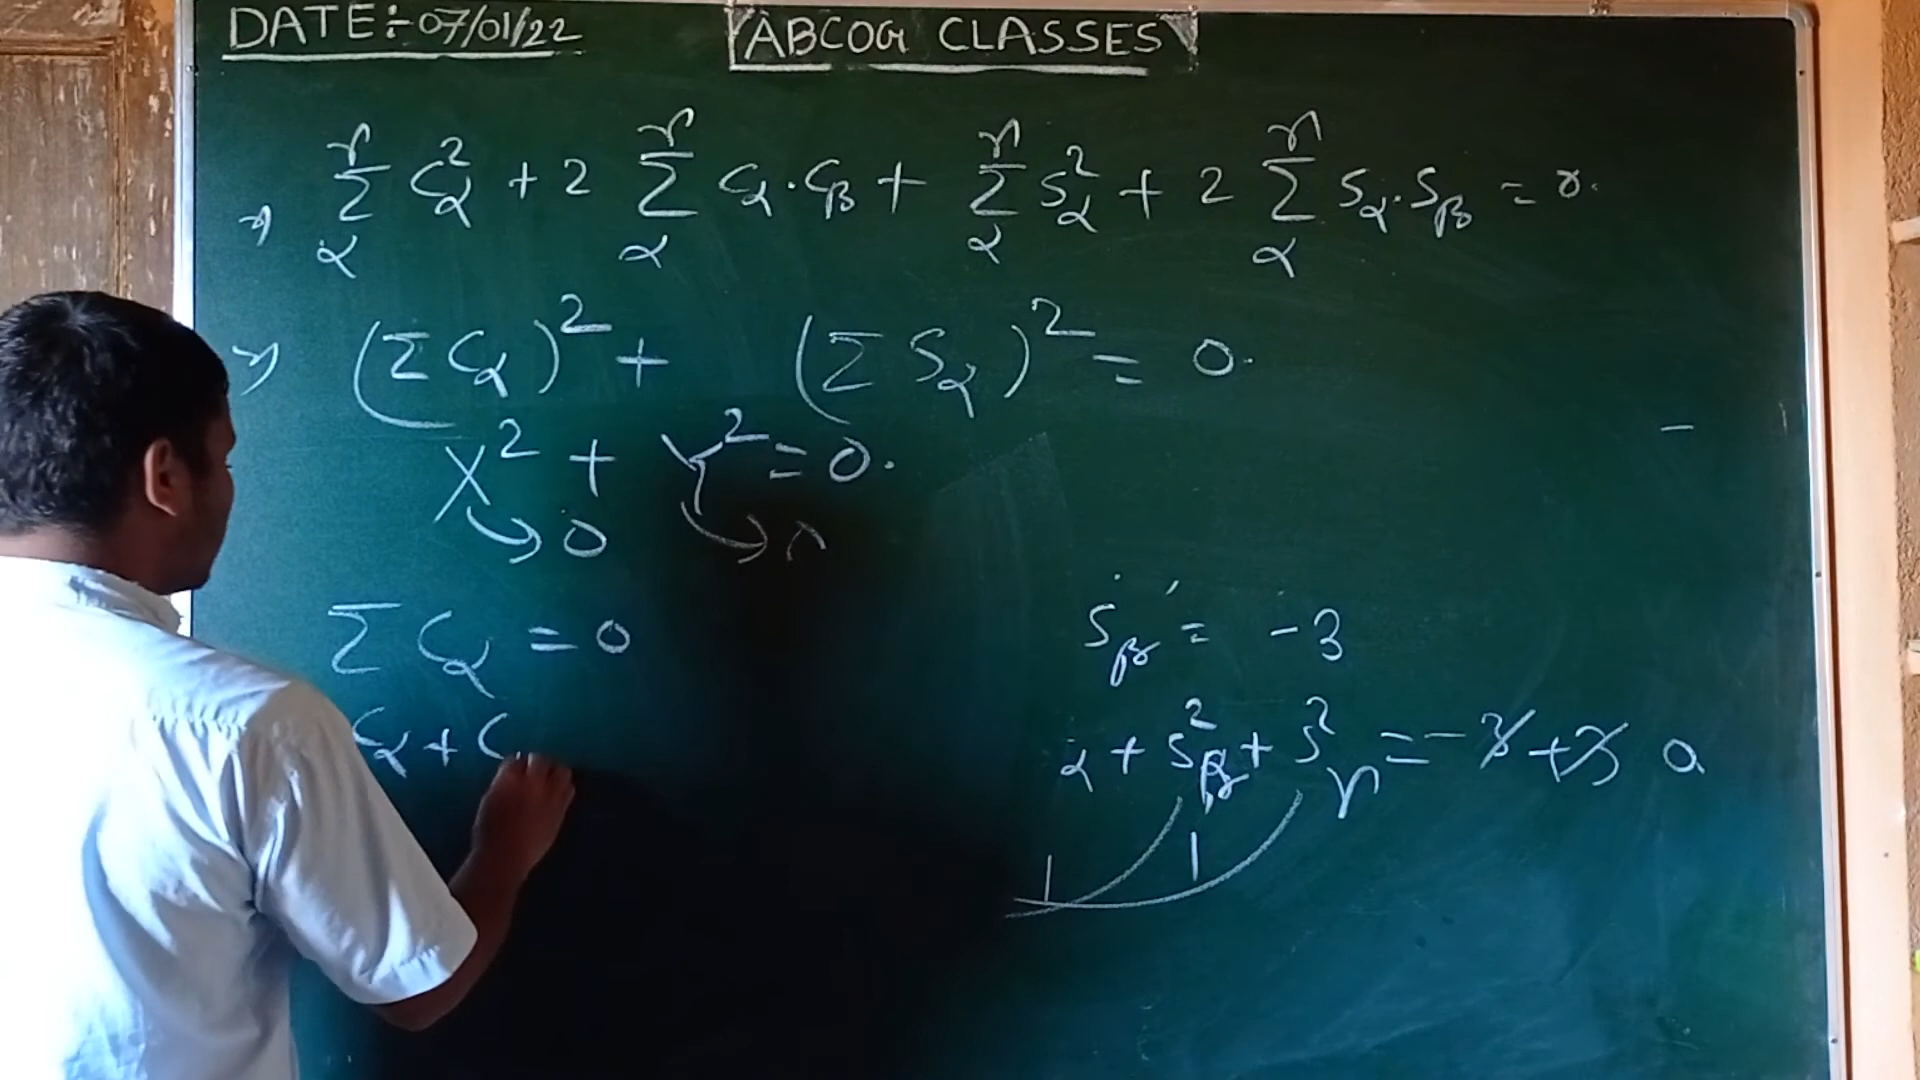 DATE:- 07/01/22
ABCOG CLASSES
⇒ Σ_α^γ C_α^2 + 2 Σ_α^γ C_α . C_β + Σ_α^γ S_α^2 + 2 Σ_α^γ S_α . S_β = 0.
⇒ (Σ C_α)^2 + (Σ S_α)^2 = 0.
X^2 + Y^2 = 0.
→ 0
Σ C_α = 0
S_β = -3
C_α + C
α + S_β^2 + S_γ^2 = -3 + 3 0
1 1